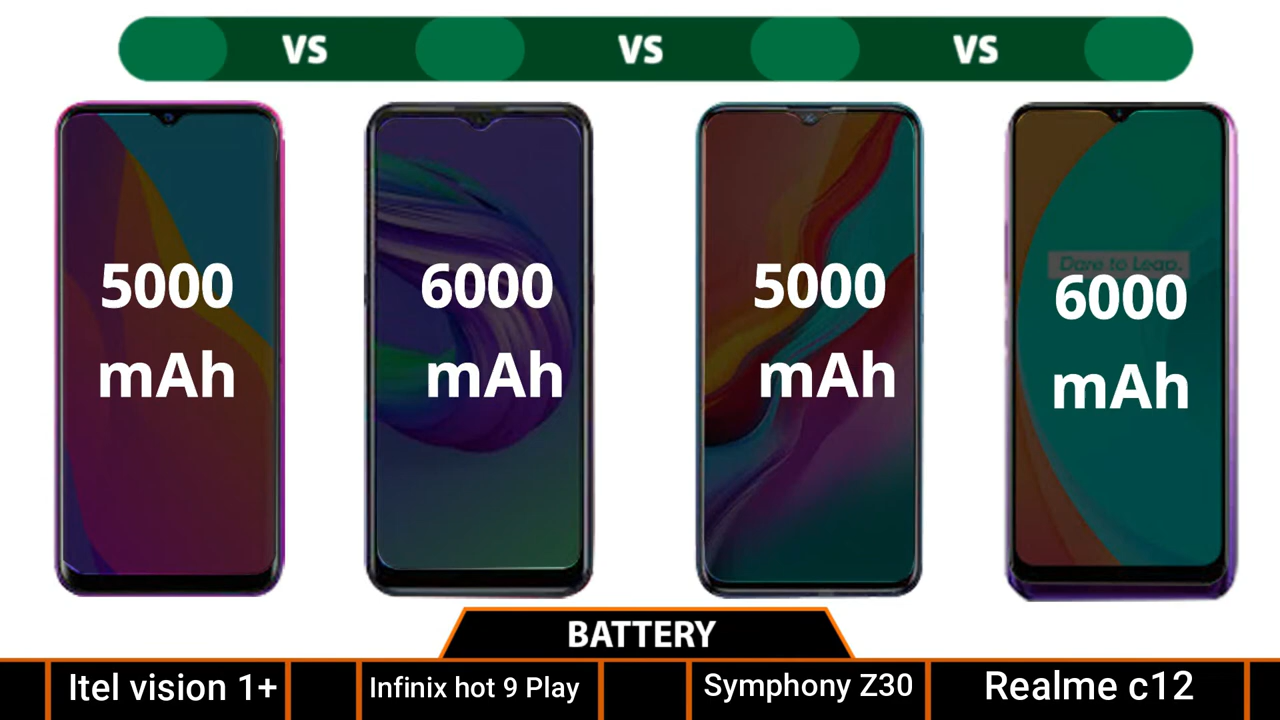 VS VS VS
Dare to Leap.
5000 6000 5000 6000
mAh mAh mAh mAh
BATTERY
Itel vision 1+ Infinix hot 9 Play Symphony Z30 Realme c12